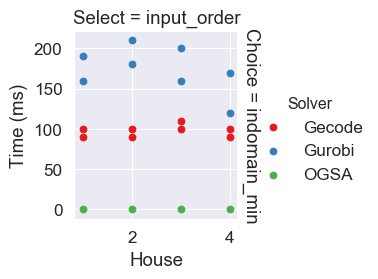 Select = input_order
Time (ms)
200
150
100
50
0
2
4
House
Choice = indomain_min
Solver
Gecode
Gurobi
OGSA